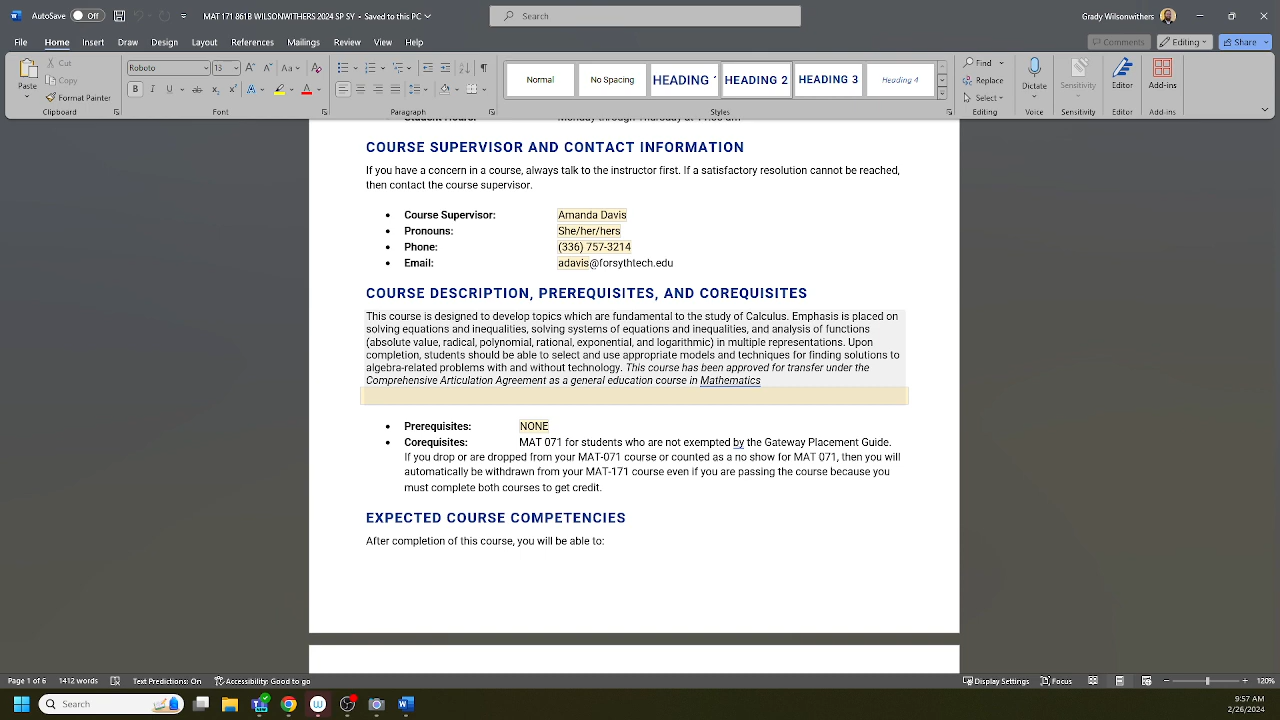 AutoSave Off MAT 171 861 B WILSONWITHERS 2024 SP SY • Saved to this PC
Search
Grady Wilsonwithers
File Home Insert Draw Design Layout References Mailings Review View Help
Comments Editing Share
Paste Cut Copy Format Painter
Clipboard
Roboto 13
Font
Paragraph
Normal No Spacing HEADING HEADING 2 HEADING 3 Heading 4
Styles
Find Replace Select
Editing
Dictate
Voice
Sensitivity
Sensitivity
Editor
Editor
Add-ins
Add-ins
COURSE SUPERVISOR AND CONTACT INFORMATION
If you have a concern in a course, always talk to the instructor first. If a satisfactory resolution cannot be reached,
then contact the course supervisor.
• Course Supervisor: Amanda Davis
• Pronouns: She/her/hers
• Phone: (336) 757-3214
• Email: adavis@forsythtech.edu
COURSE DESCRIPTION, PREREQUISITES, AND COREQUISITES
This course is designed to develop topics which are fundamental to the study of Calculus. Emphasis is placed on
solving equations and inequalities, solving systems of equations and inequalities, and analysis of functions
(absolute value, radical, polynomial, rational, exponential, and logarithmic) in multiple representations. Upon
completion, students should be able to select and use appropriate models and techniques for finding solutions to
algebra-related problems with and without technology. This course has been approved for transfer under the
Comprehensive Articulation Agreement as a general education course in Mathematics
• Prerequisites: NONE
• Corequisites: MAT 071 for students who are not exempted by the Gateway Placement Guide.
If you drop or are dropped from your MAT-071 course or counted as a no show for MAT 071, then you will
automatically be withdrawn from your MAT-171 course even if you are passing the course because you
must complete both courses to get credit.
EXPECTED COURSE COMPETENCIES
After completion of this course, you will be able to:
Page 1 of 6 1412 words Text Predictions: On Accessibility: Good to go
Display Settings Focus 120%
Search
9:57 AM
2/26/2024